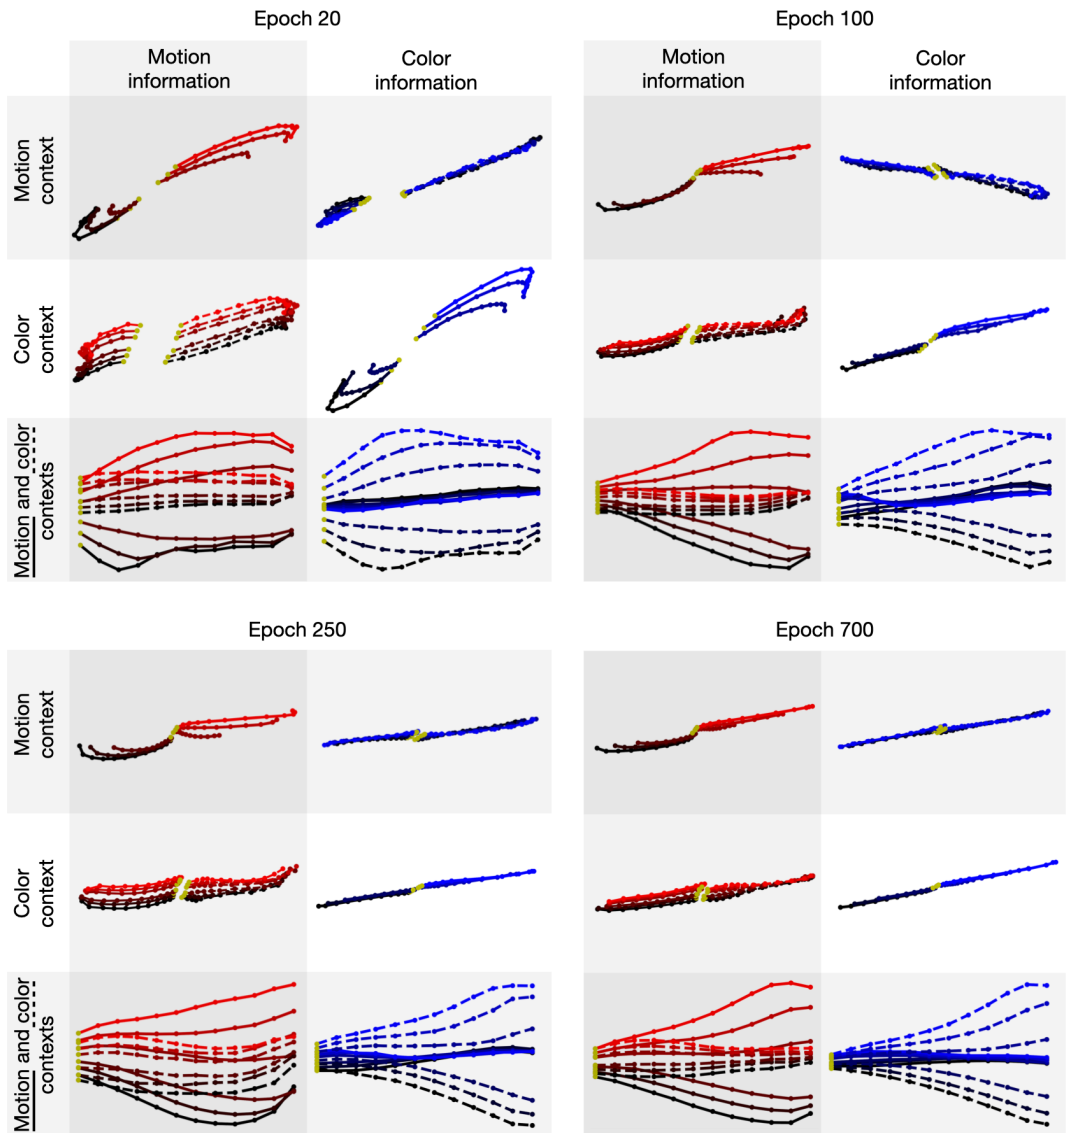 Epoch 20
Epoch 100
Motion
information
Color
information
Motion
information
Color
information
Motion
context
Color
context
Motion and color
contexts
Epoch 250
Epoch 700
Motion
context
Color
context
Motion and color
contexts